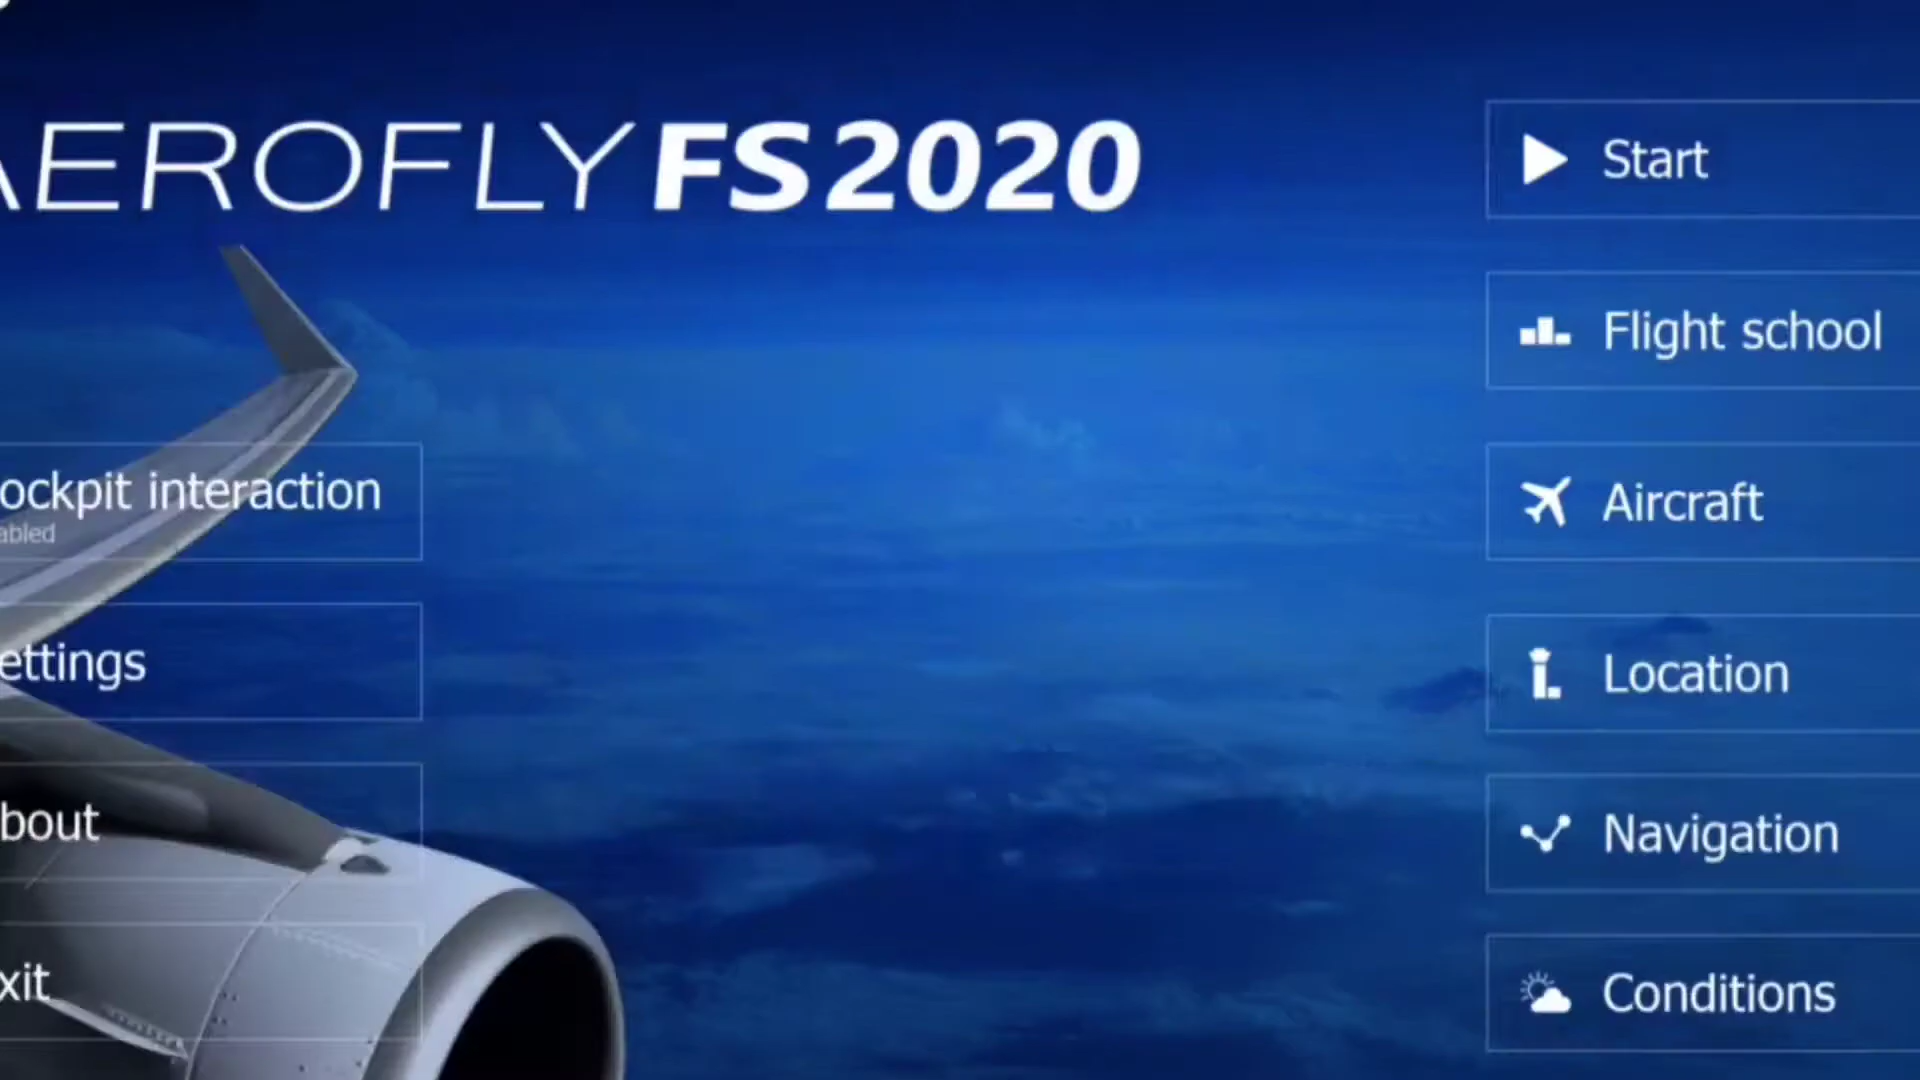 AEROFLY FS2020
Start
Flight school
Aircraft
Location
Navigation
Conditions
ockpit interaction
abled
ettings
bout
xit